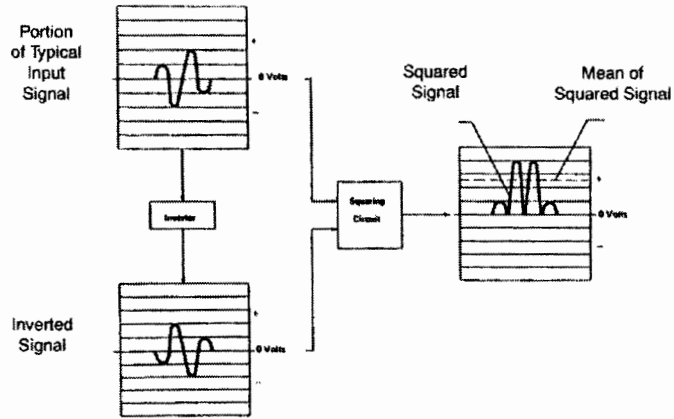 Portion
of Typical
Input
Signal
+
0 Volts
−
Inverter
Inverted
Signal
+
0 Volts
−
Squaring
Circuit
Squared
Signal
Mean of
Squared Signal
+
0 Volts
−